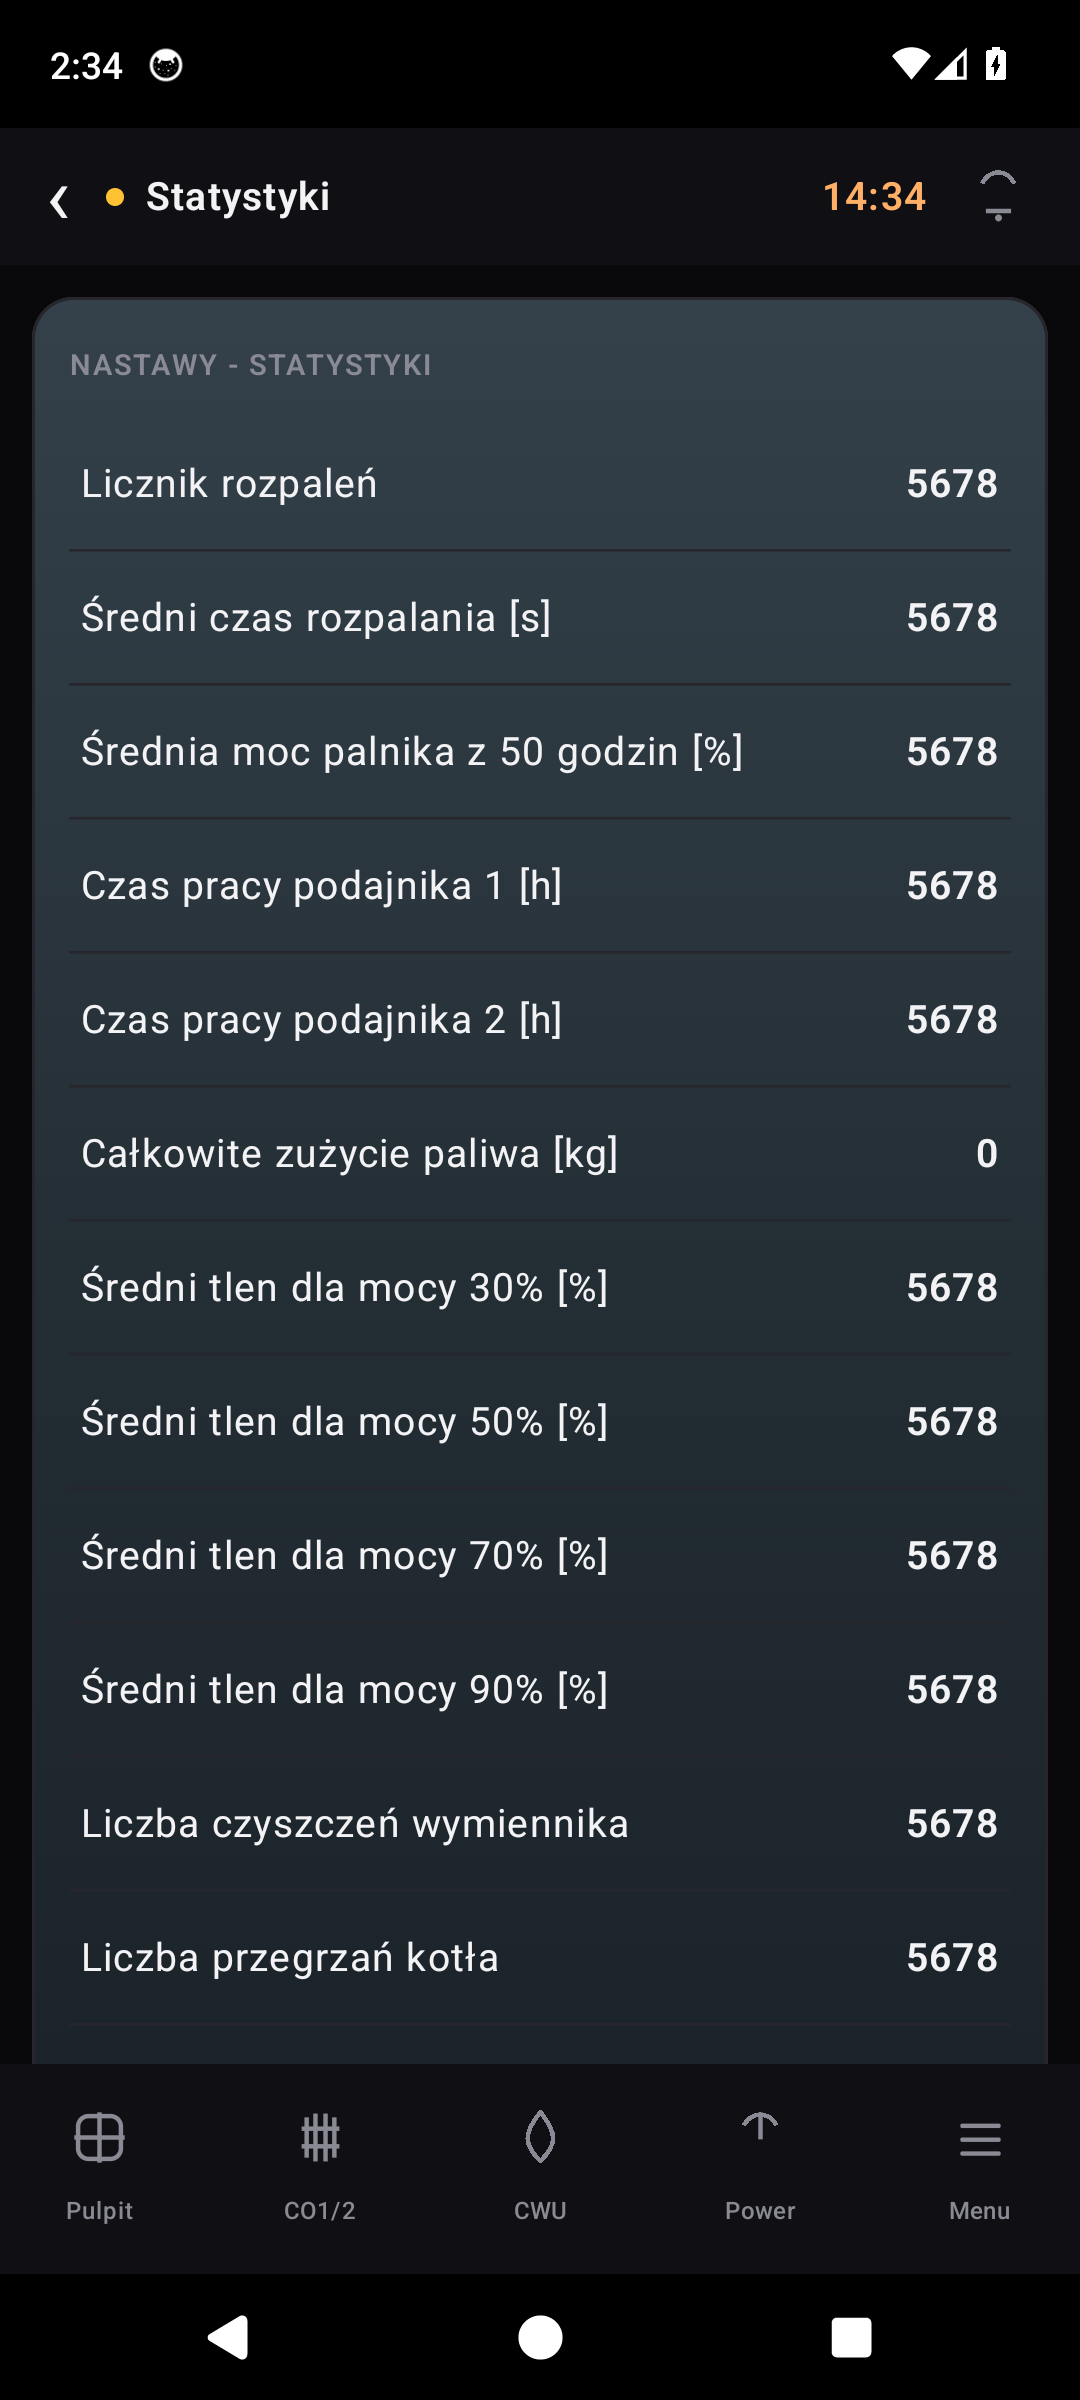 2:34
Statystyki
14:34
NASTAWY - STATYSTYKI
Licznik rozpaleń 5678
Średni czas rozpalania [s] 5678
Średnia moc palnika z 50 godzin [%] 5678
Czas pracy podajnika 1 [h] 5678
Czas pracy podajnika 2 [h] 5678
Całkowite zużycie paliwa [kg] 0
Średni tlen dla mocy 30% [%] 5678
Średni tlen dla mocy 50% [%] 5678
Średni tlen dla mocy 70% [%] 5678
Średni tlen dla mocy 90% [%] 5678
Liczba czyszczeń wymiennika 5678
Liczba przegrzań kotła 5678
Pulpit CO1/2 CWU Power Menu